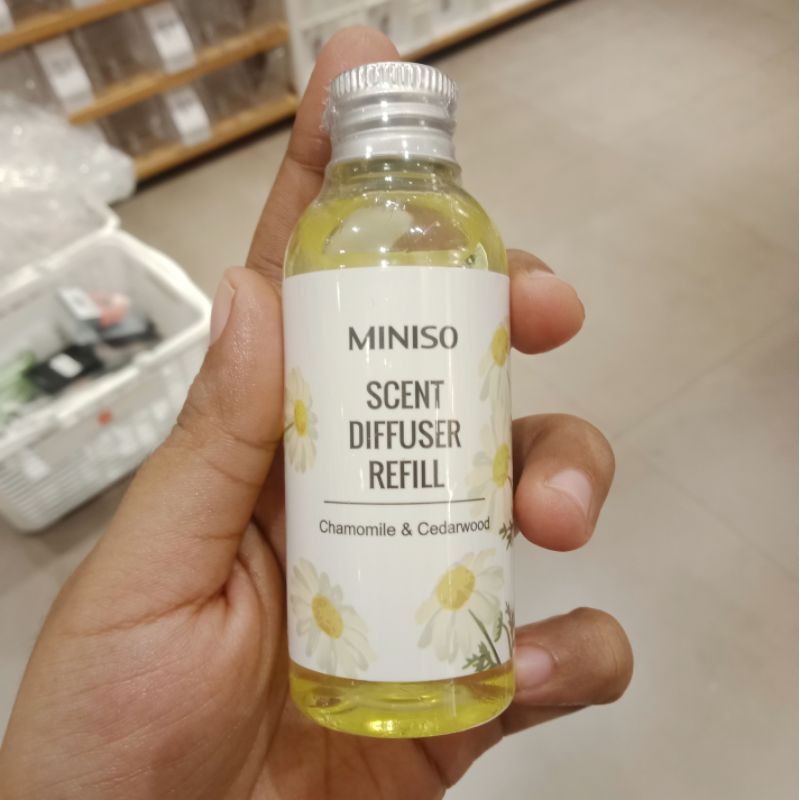 MINISO
SCENT
DIFFUSER
REFILL
Chamomile & Cedarwood